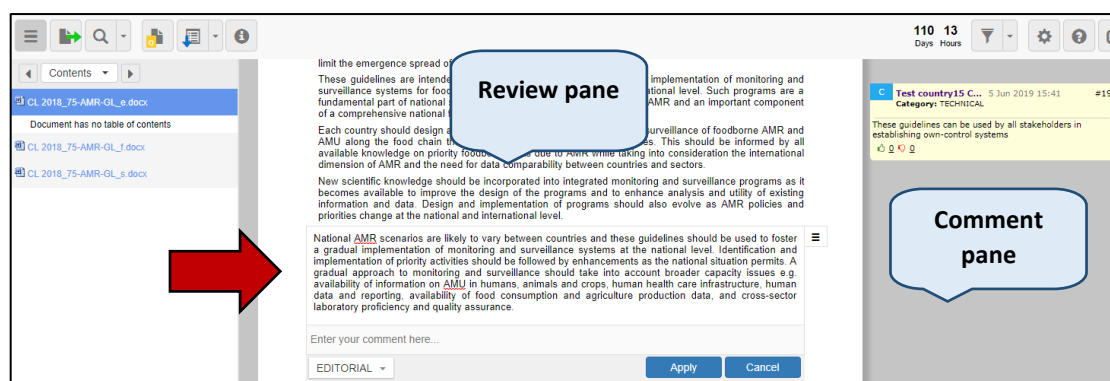 110 13
Days Hours
Contents
CL 2018_75-AMR-GL_e.docx
Document has no table of contents
CL 2018_75-AMR-GL_f.docx
CL 2018_75-AMR-GL_s.docx
limit the emergence spread of
These guidelines are intende implementation of monitoring and
surveillance systems for food ational level. Such programs are a
fundamental part of national AMR and an important component
of a comprehensive national
Each country should design a urveillance of foodborne AMR and
AMU along the food chain th es. This should be informed by all
available knowledge on priority foodbo due to AMR while taking into consideration the international
dimension of AMR and the need for data comparability between countries and sectors.
New scientific knowledge should be incorporated into integrated monitoring and surveillance programs as it
becomes available to improve the design of the programs and to enhance analysis and utility of existing
information and data. Design and implementation of programs should also evolve as AMR policies and
priorities change at the national and international level.
Review pane
National AMR scenarios are likely to vary between countries and these guidelines should be used to foster
a gradual implementation of monitoring and surveillance systems at the national level. Identification and
implementation of priority activities should be followed by enhancements as the national situation permits. A
gradual approach to monitoring and surveillance should take into account broader capacity issues e.g.
availability of information on AMU in humans, animals and crops, human health care infrastructure, human
data and reporting, availability of food consumption and agriculture production data, and cross-sector
laboratory proficiency and quality assurance.
Enter your comment here...
EDITORIAL
Apply Cancel
C Test country15 C... 5 Jun 2019 15:41 #19
Category: TECHNICAL
These guidelines can be used by all stakeholders in
establishing own-control systems
0 0
Comment
pane